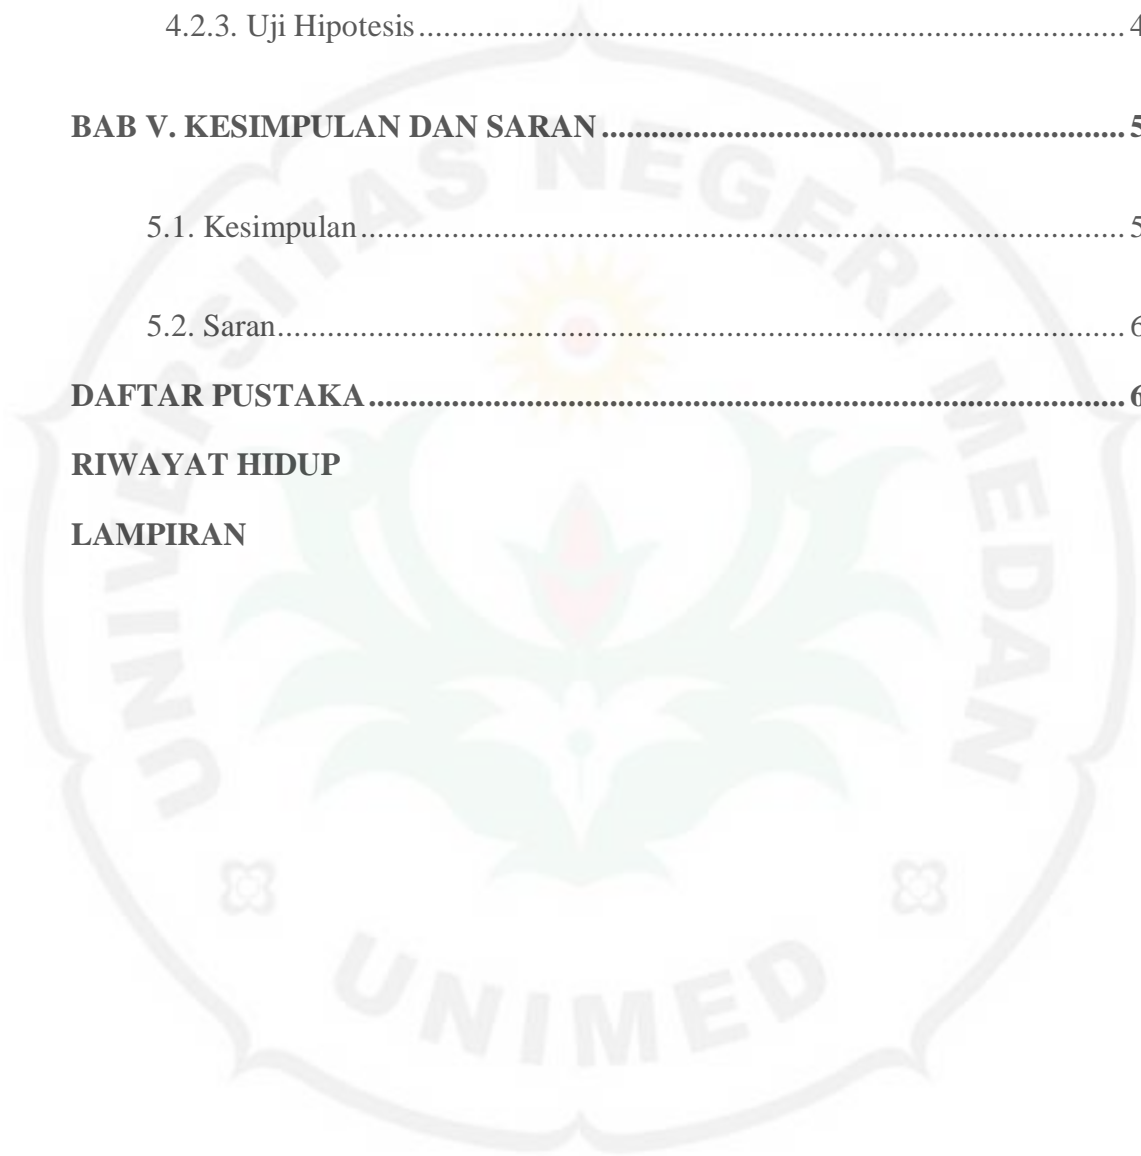 4.2.3. Uji Hipotesis ........ 4
BAB V. KESIMPULAN DAN SARAN ........ 5
5.1. Kesimpulan ........ 5
5.2. Saran ........ 6
DAFTAR PUSTAKA ........ 6
RIWAYAT HIDUP
LAMPIRAN
UNIVERSITAS NEGERI MEDAN
UNIMED